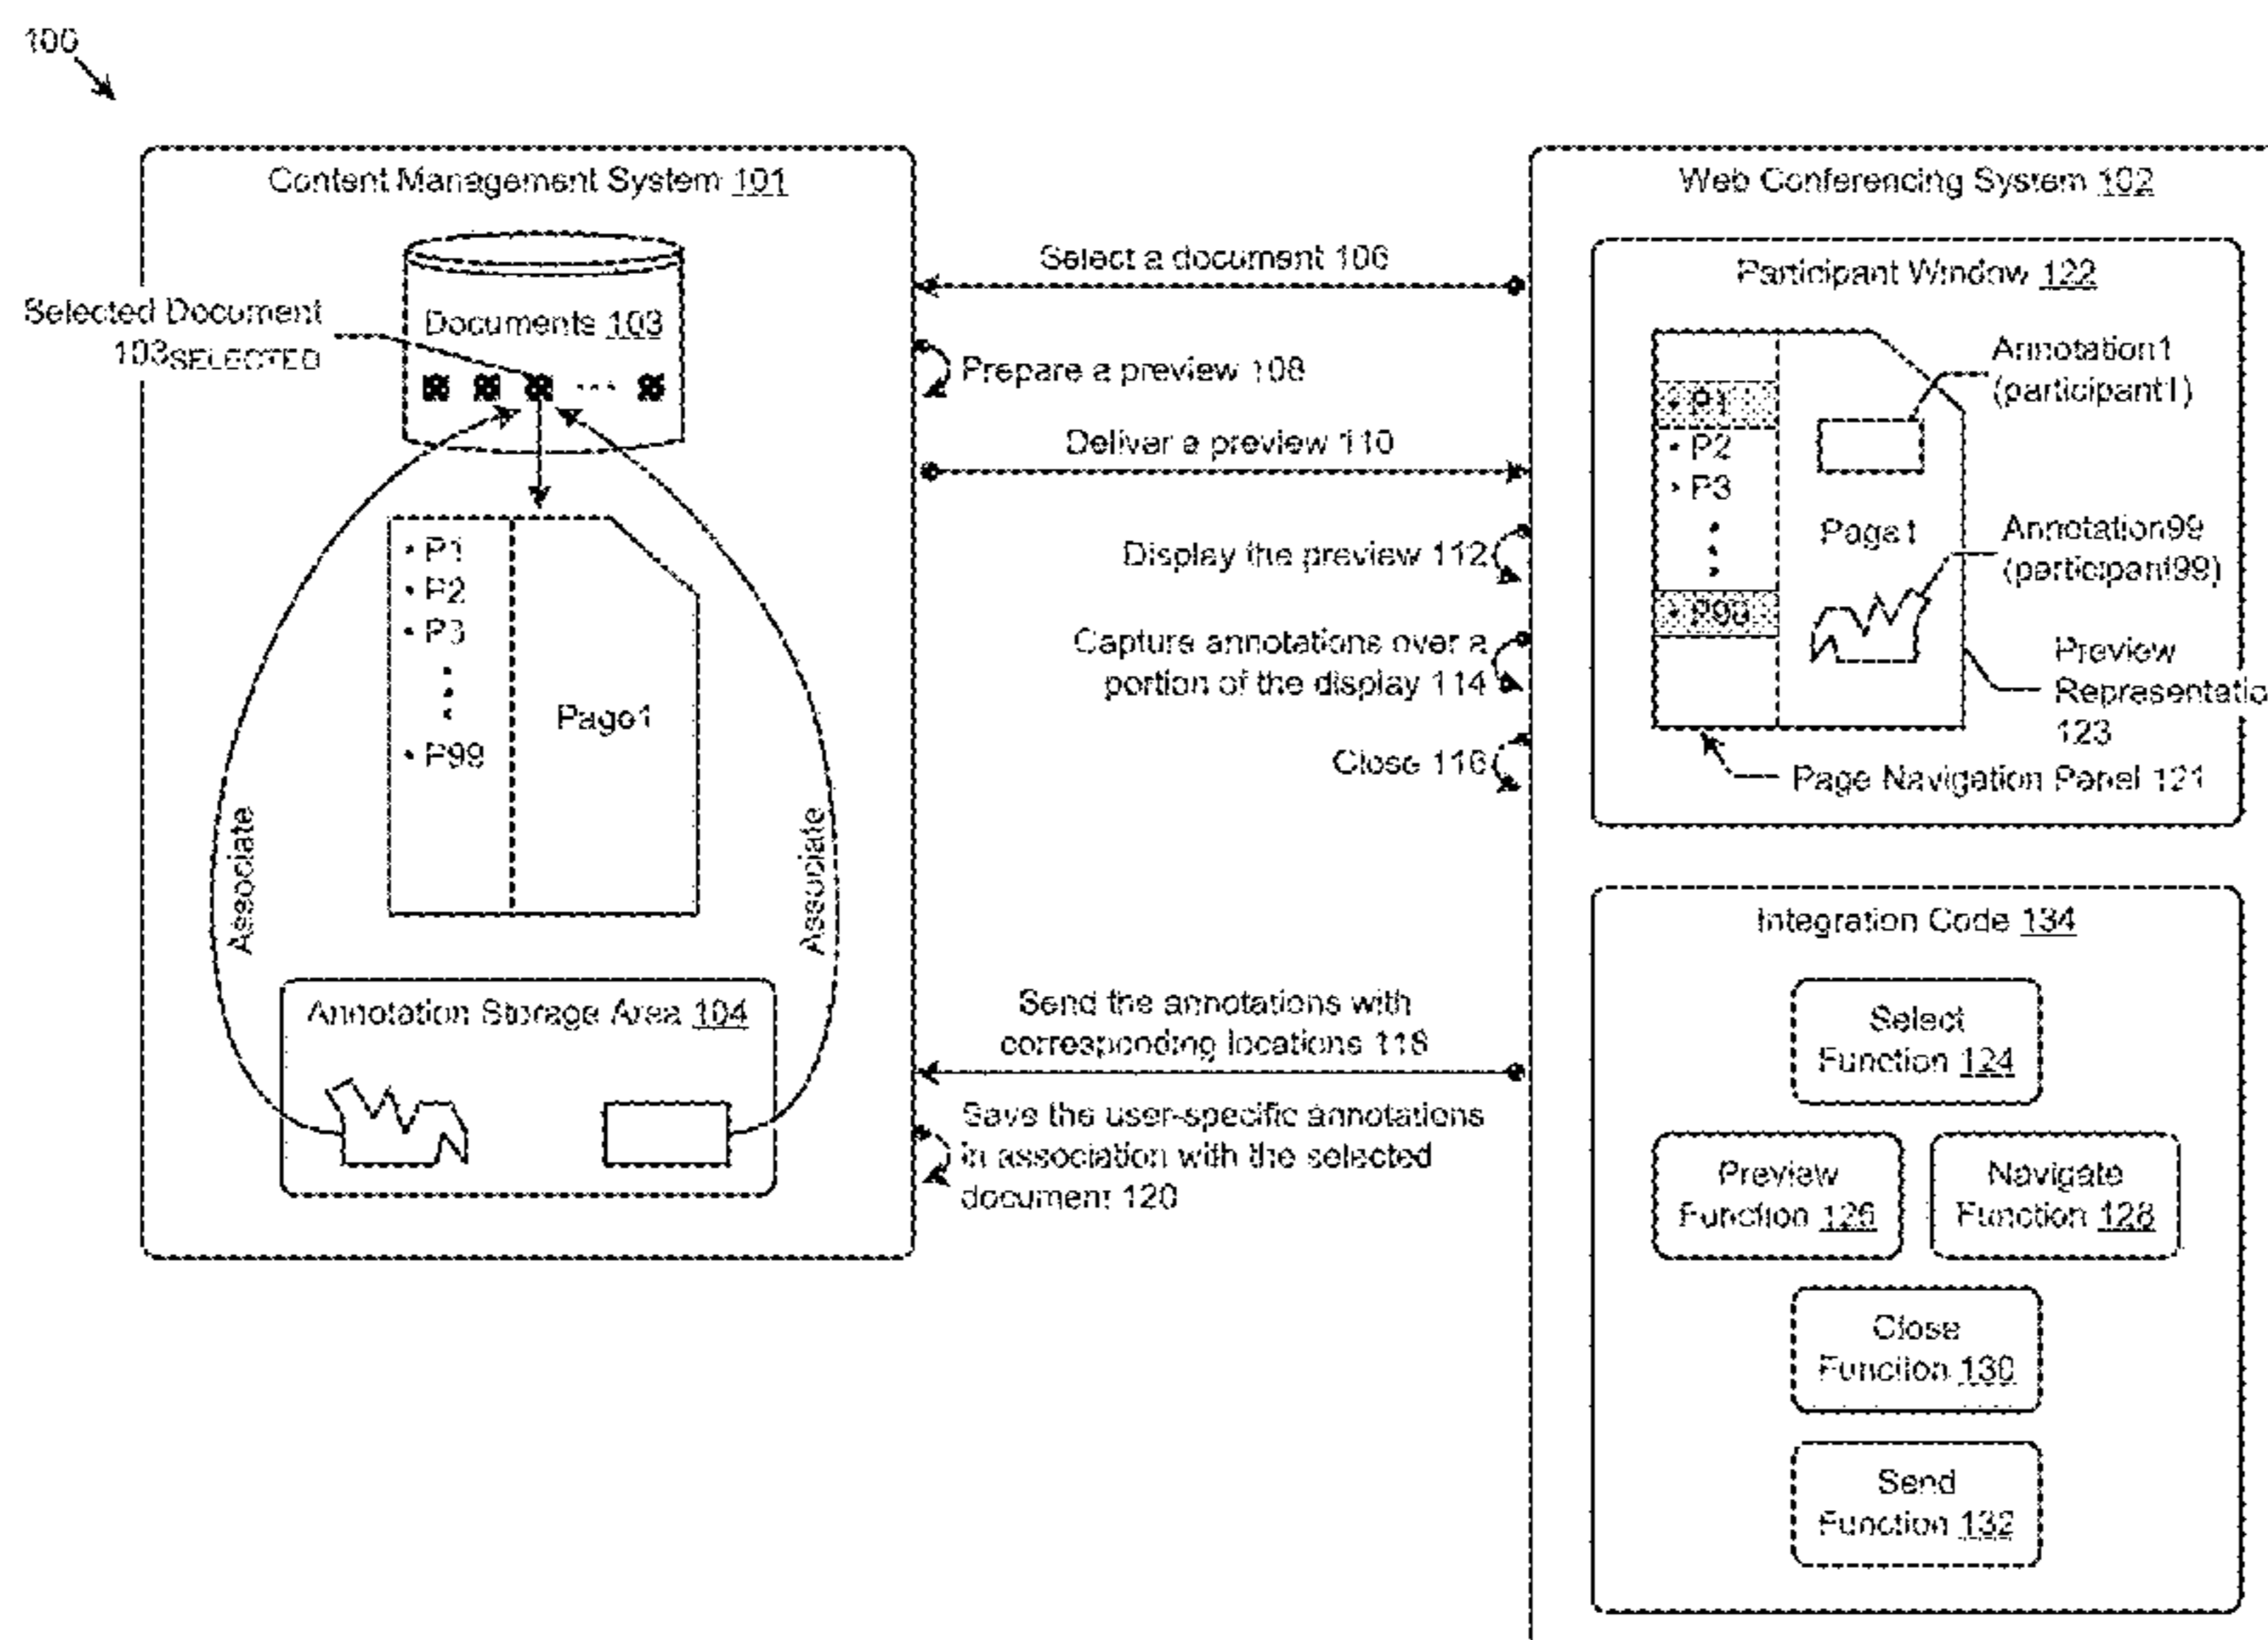 100
Content Management System 101
Documents 103
Selected Document
103SELECTED
• P1
• P2
• P3
• P99
Page1
Associate
Associate
Annotation Storage Area 104
Select a document 106
Prepare a preview 108
Deliver a preview 110
Display the preview 112
Capture annotations over a
portion of the display 114
Close 116
Send the annotations with
corresponding locations 118
Save the user-specific annotations
in association with the selected
document 120
Web Conferencing System 102
Participant Window 122
• P1
• P2
• P3
• P99
Page1
Annotation1
(participant1)
Annotation99
(participant99)
Preview
Representatio
123
Page Navigation Panel 121
Integration Code 134
Select
Function 124
Preview
Function 126
Navigate
Function 128
Close
Function 130
Send
Function 132